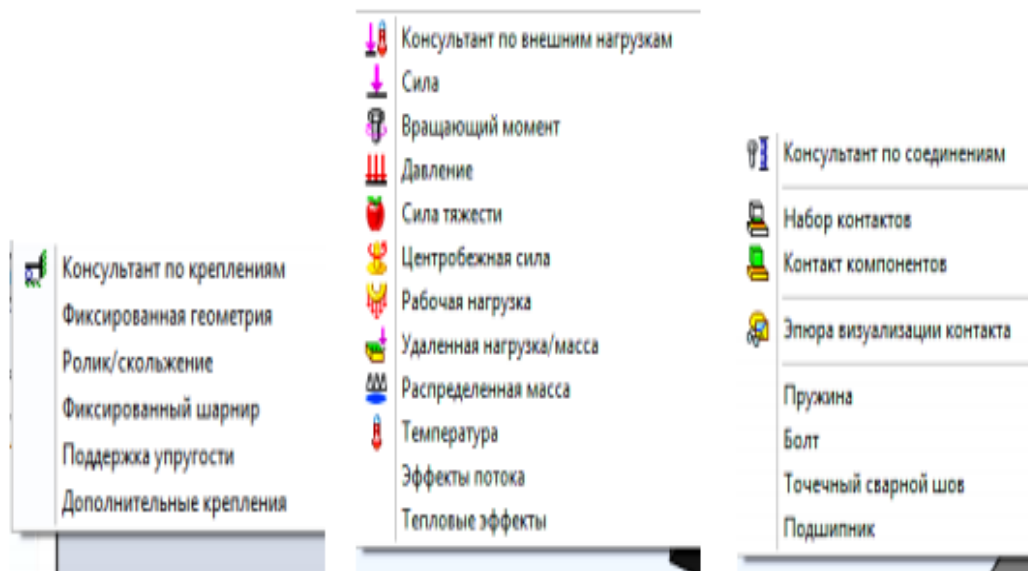 Консультант по креплениям
Фиксированная геометрия
Ролик/скольжение
Фиксированный шарнир
Поддержка упругости
Дополнительные крепления
Консультант по внешним нагрузкам
Сила
Вращающий момент
Давление
Сила тяжести
Центробежная сила
Рабочая нагрузка
Удаленная нагрузка/масса
Распределенная масса
Температура
Эффекты потока
Тепловые эффекты
Консультант по соединениям
Набор контактов
Контакт компонентов
Эпюра визуализации контакта
Пружина
Болт
Точечный сварной шов
Подшипник